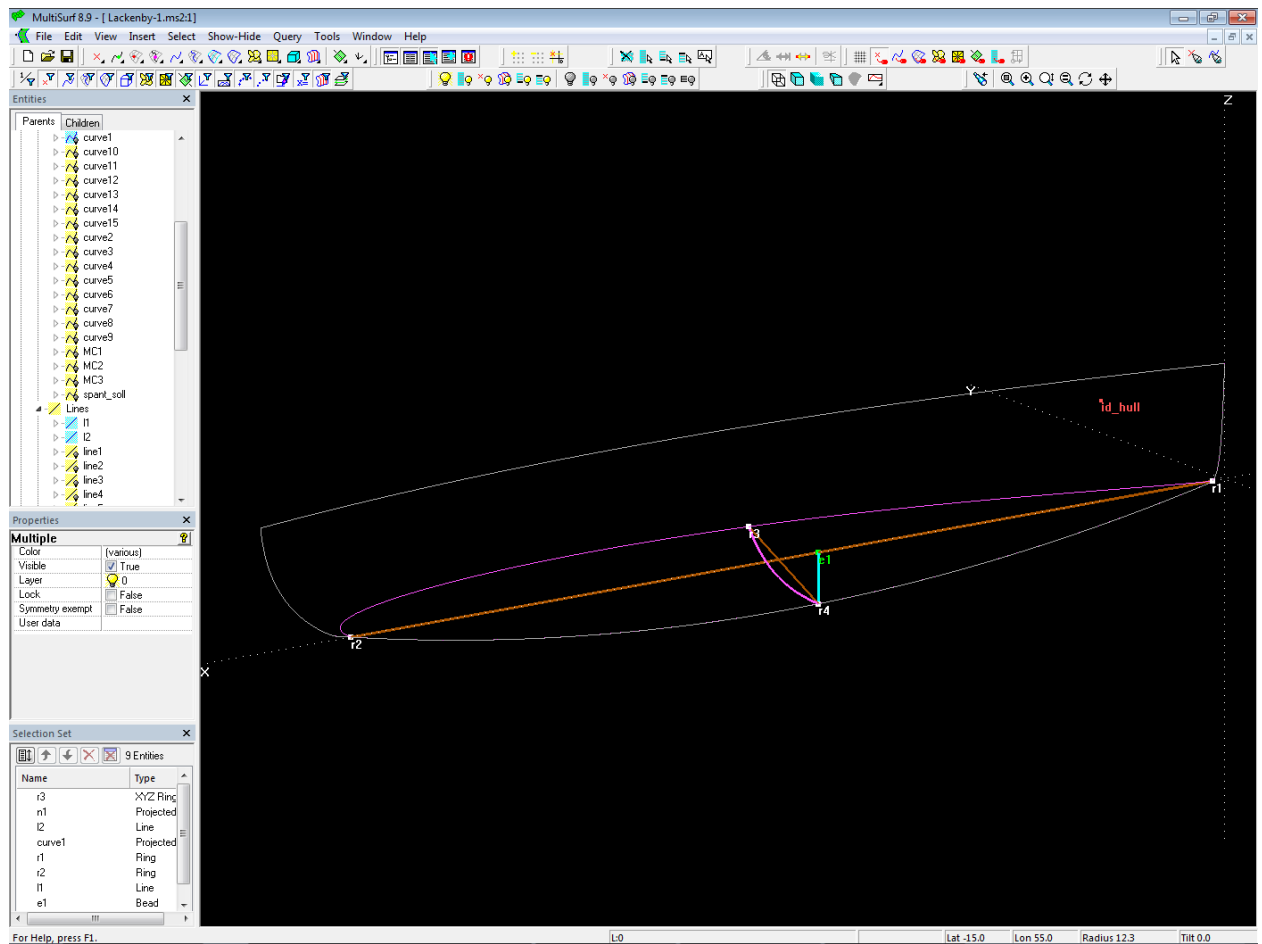 MultiSurf 8.9 - [ Lackenby-1.ms2:1]
File Edit View Insert Select Show-Hide Query Tools Window Help
Entities
Parents Children
curve1
curve10
curve11
curve12
curve13
curve14
curve15
curve2
curve3
curve4
curve5
curve6
curve7
curve8
curve9
MC1
MC2
MC3
spant_soll
Lines
l1
l2
line1
line2
line3
line4
Properties
Multiple
Color (various)
Visible True
Layer 0
Lock False
Symmetry exempt False
User data
Selection Set
9 Entities
Name Type
r3 XYZ Ring
n1 Projected
l2 Line
curve1 Projected
r1 Ring
r2 Ring
l1 Line
e1 Bead
Z
Y
id_hull
r1
r3
e1
r4
r2
X
For Help, press F1. L:0 Lat -15.0 Lon 55.0 Radius 12.3 Tilt 0.0